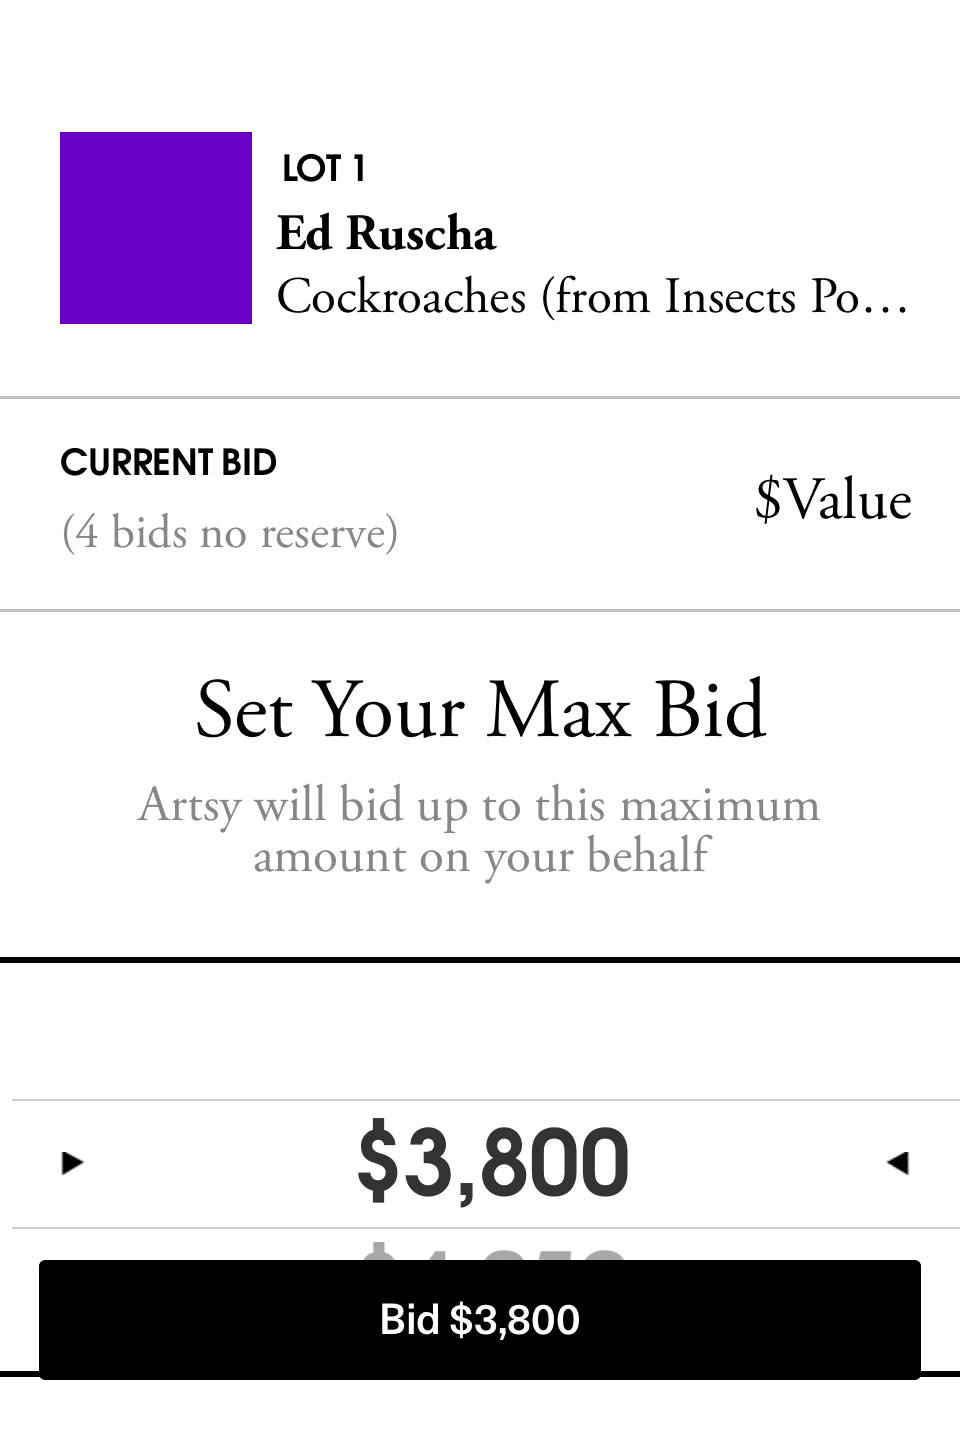 LOT 1
Ed Ruscha
Cockroaches (from Insects Po…
CURRENT BID
(4 bids no reserve)
$Value
Set Your Max Bid
Artsy will bid up to this maximum
amount on your behalf
$3,800
Bid $3,800